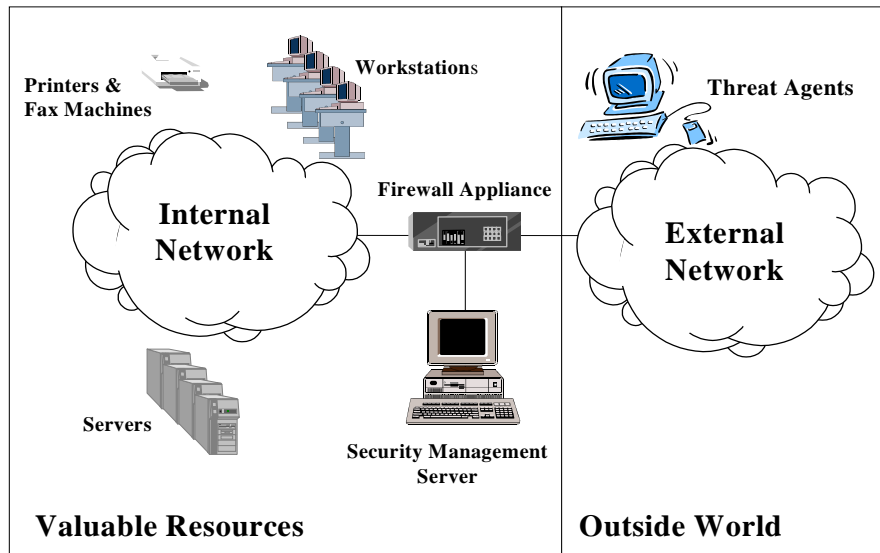 Printers &
Fax Machines
Workstations
Threat Agents
Internal
Network
Firewall Appliance
External
Network
Servers
Security Management
Server
Valuable Resources
Outside World